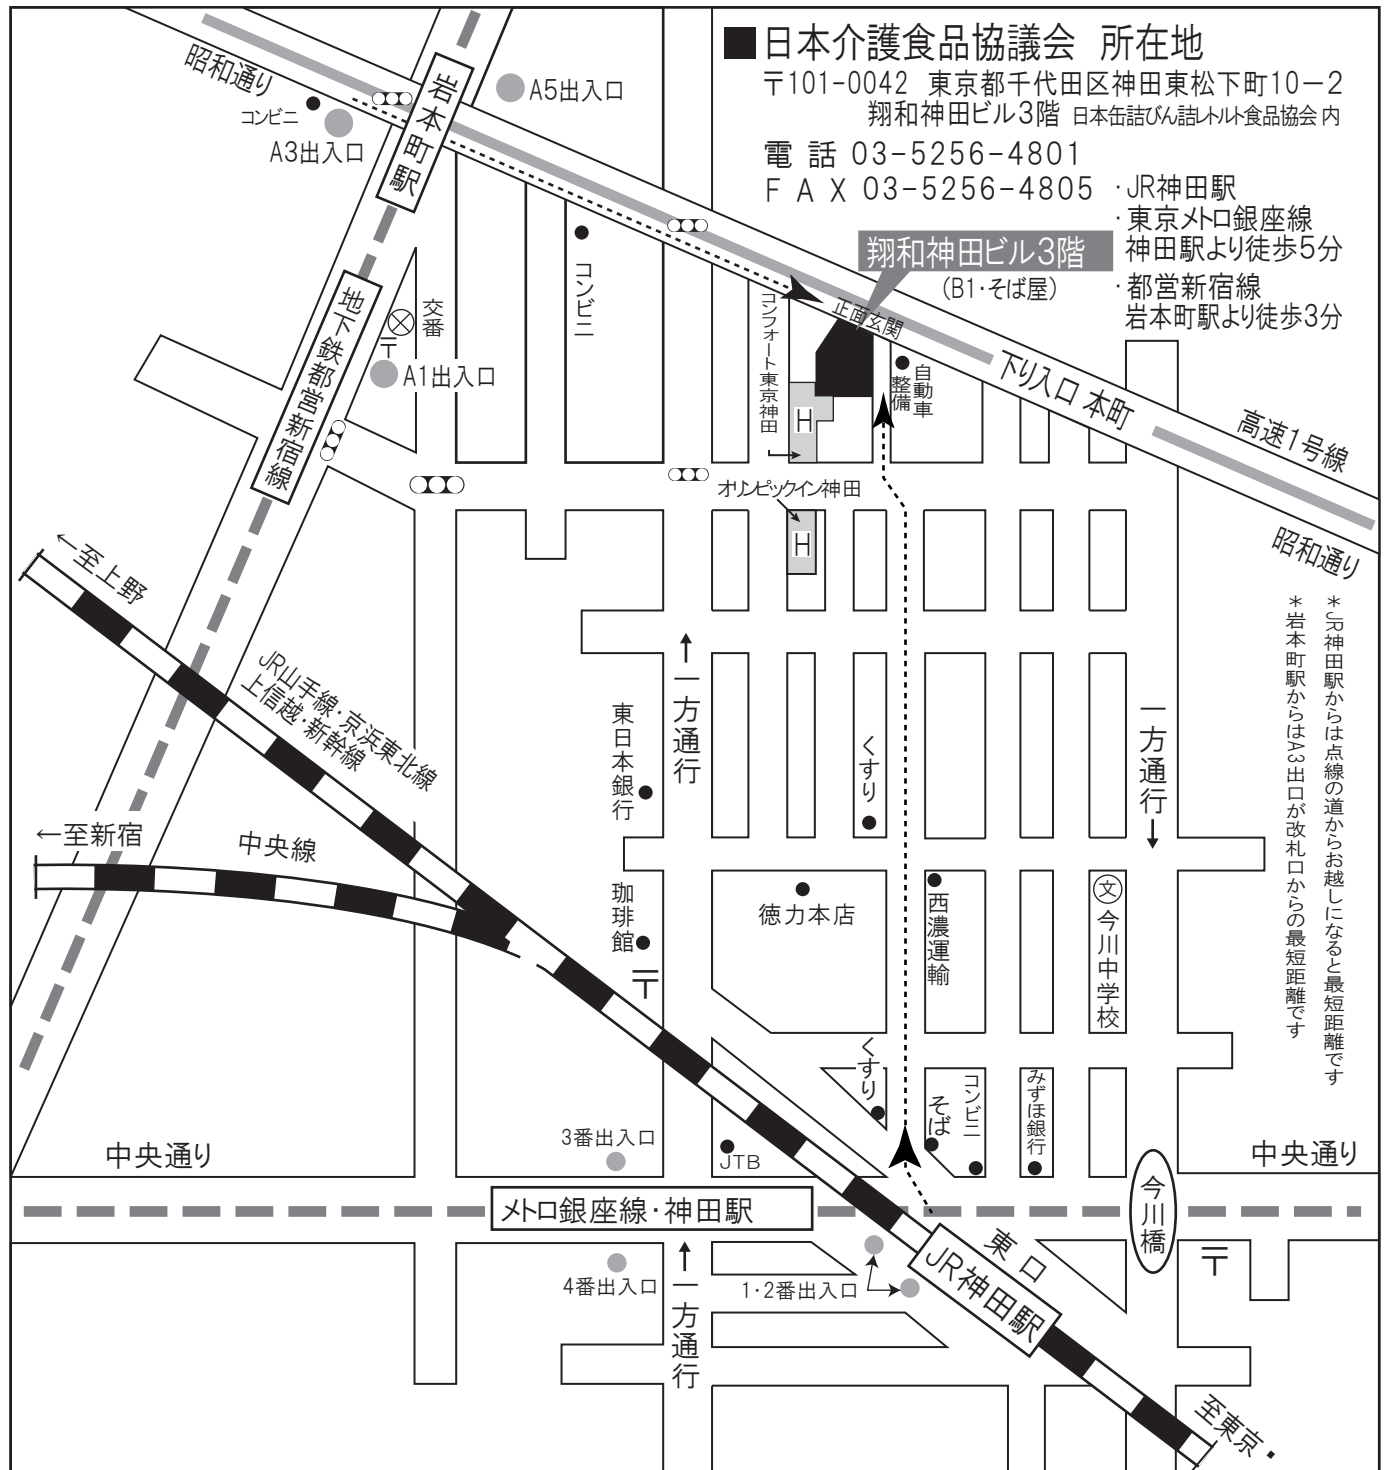 ■日本介護食品協議会 所在地
〒101-0042 東京都千代田区神田東松下町10−2
翔和神田ビル3階 日本缶詰びん詰レトルト食品協会 内
電 話 03-5256-4801
F A X 03-5256-4805
・JR神田駅
・東京メトロ銀座線
神田駅より徒歩5分
・都営新宿線
岩本町駅より徒歩3分
昭和通り
コンビニ
A3出入口
岩本町駅
A5出入口
翔和神田ビル3階
(B1・そば屋)
正面玄関
コンビニ
コンフォート東京神田
H
自動車
整備
下り入口 本町
高速1号線
昭和通り
地下鉄都営新宿線
交番
〒
A1出入口
オリンピックイン神田
H
←至上野
JR山手線・京浜東北線
上信越・新幹線
←至新宿
中央線
東日本銀行
→一方通行
くすり
一方通行→
*JR神田駅からは点線の道からお越しになると最短距離です
*岩本町駅からはA3出口が改札口からの最短距離です
珈琲館
〒
徳力本店
西濃運輸
文
今川中学校
くすり
そば
コンビニ
みずほ銀行
中央通り
3番出入口
JTB
中央通り
メトロ銀座線・神田駅
今川橋
東口
JR神田駅
〒
4番出入口
→一方通行
1・2番出入口
至東京・